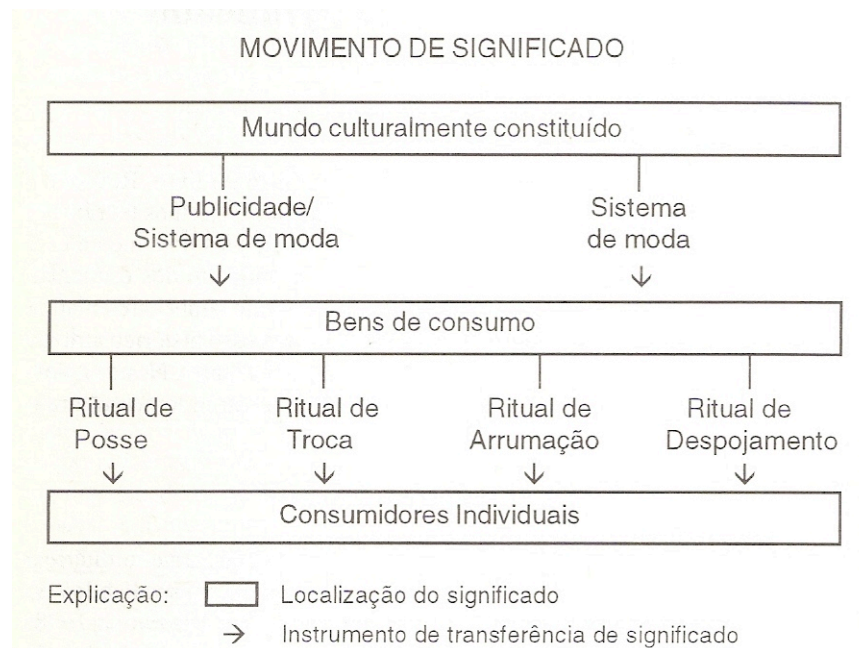 MOVIMENTO DE SIGNIFICADO
Mundo culturalmente constituído
Publicidade/
Sistema de moda
Sistema
de moda
Bens de consumo
Ritual de
Posse
Ritual de
Troca
Ritual de
Arrumação
Ritual de
Despojamento
Consumidores Individuais
Explicação:
Localização do significado
Instrumento de transferência de significado